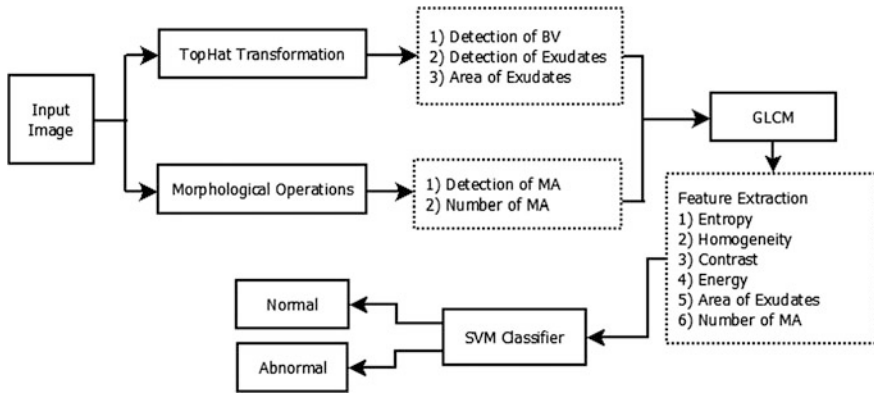 TopHat Transformation
1) Detection of BV
2) Detection of Exudates
3) Area of Exudates
Input
Image
GLCM
Morphological Operations
1) Detection of MA
2) Number of MA
Feature Extraction
1) Entropy
2) Homogeneity
3) Contrast
4) Energy
5) Area of Exudates
6) Number of MA
SVM Classifier
Normal
Abnormal